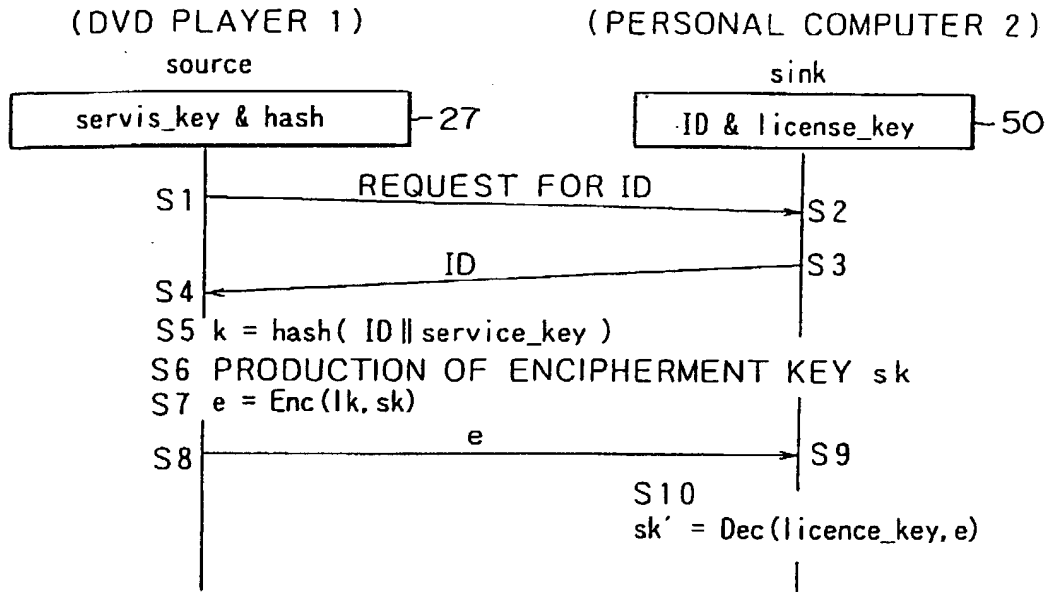 (DVD PLAYER 1) (PERSONAL COMPUTER 2)
source sink
servis_key & hash 27 ID & license_key 50
S1 REQUEST FOR ID S2
ID S3
S4
S5 k = hash( ID || service_key )
S6 PRODUCTION OF ENCIPHERMENT KEY sk
S7 e = Enc(lk, sk)
S8 e S9
S10
sk′ = Dec(licence_key, e)